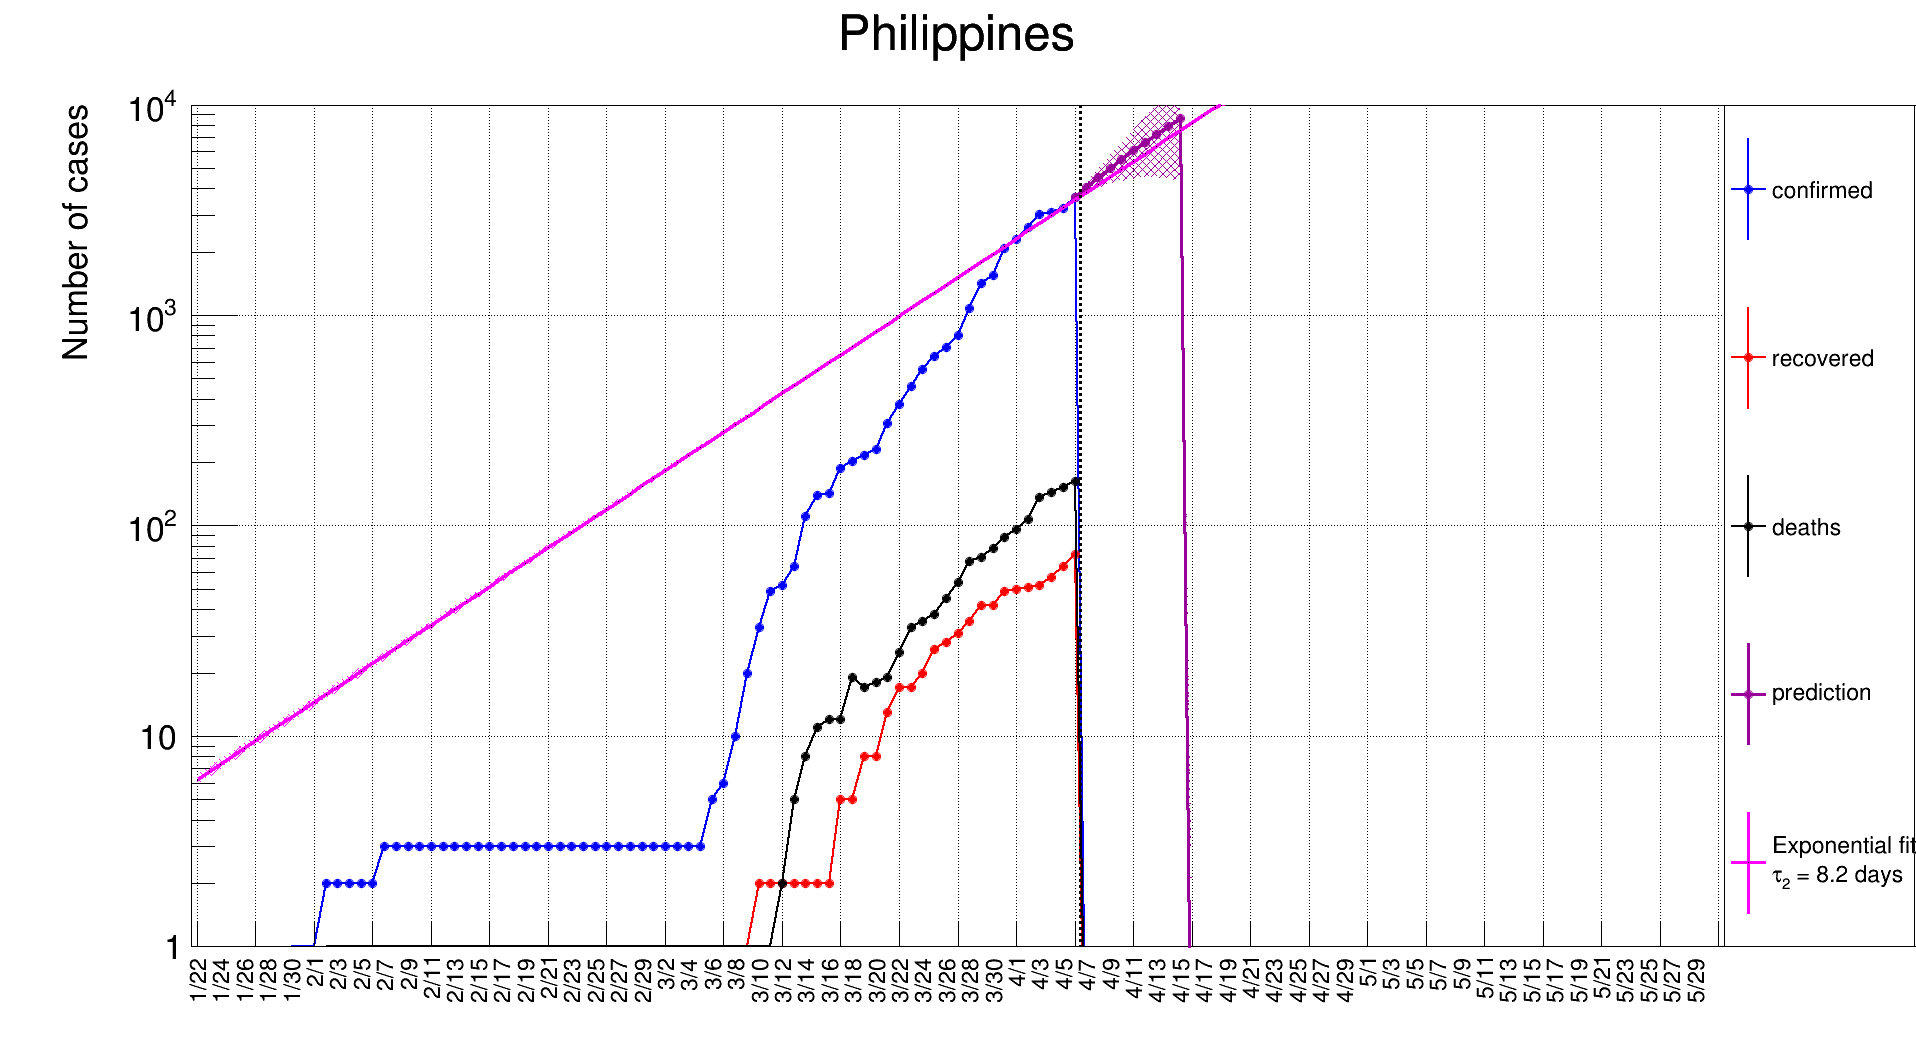 Philippines
Number of cases
10⁴
10³
10²
10
1
1/22 1/24 1/26 1/28 1/30 2/1 2/3 2/5 2/7 2/9 2/11 2/13 2/15 2/17 2/19 2/21 2/23 2/25 2/27 2/29 3/2 3/4 3/6 3/8 3/10 3/12 3/14 3/16 3/18 3/20 3/22 3/24 3/26 3/28 3/30 4/1 4/3 4/5 4/7 4/9 4/11 4/13 4/15 4/17 4/19 4/21 4/23 4/25 4/27 4/29 5/1 5/3 5/5 5/7 5/9 5/11 5/13 5/15 5/17 5/19 5/21 5/23 5/25 5/27 5/29
confirmed
recovered
deaths
prediction
Exponential fit
τ₂ = 8.2 days